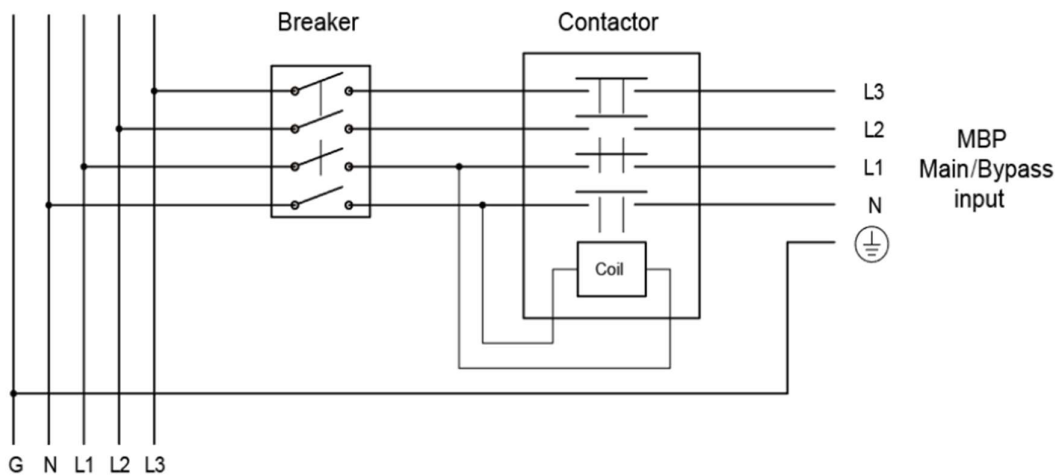 Breaker
Contactor
L3
L2
L1
N
MBP
Main/Bypass
input
Coil
G N L1 L2 L3